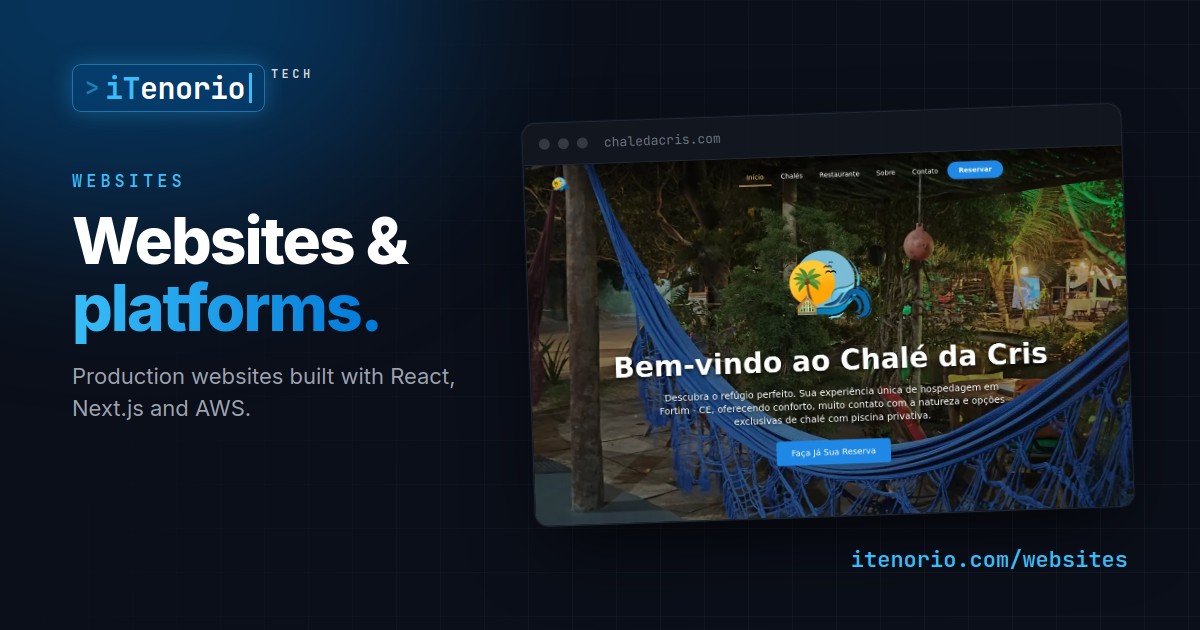 > iTenorio
TECH
WEBSITES
Websites &
platforms.
Production websites built with React,
Next.js and AWS.
chaledacris.com
Início Chalés Restaurante Sobre Contato Reservar
Bem-vindo ao Chalé da Cris
Descubra o refúgio perfeito. Sua experiência única de hospedagem em
Fortim - CE, oferecendo conforto, muito contato com a natureza e opções
exclusivas de chalé com piscina privativa.
Faça Já Sua Reserva
itenorio.com/websites